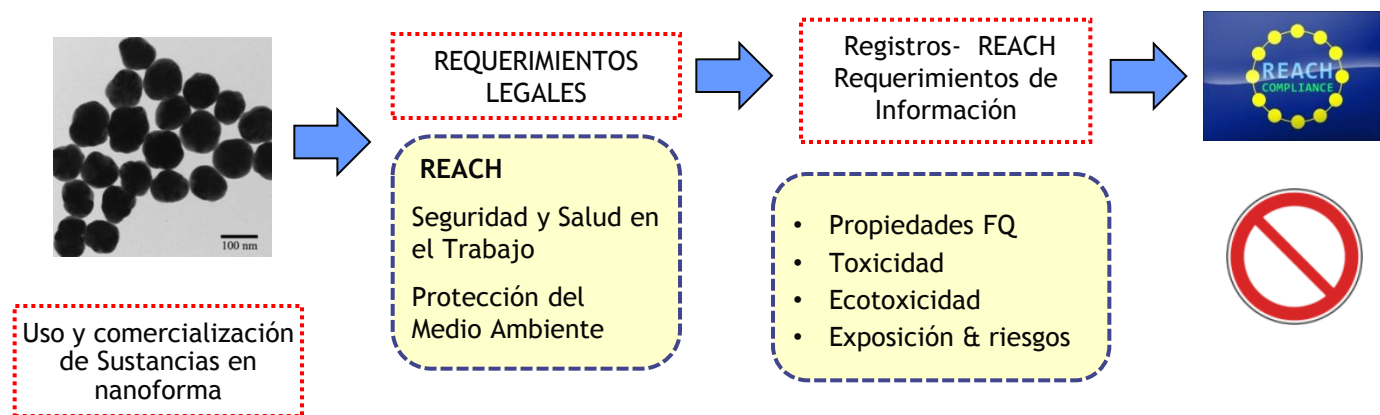 100 nm
Uso y comercialización
de Sustancias en
nanoforma
REQUERIMIENTOS
LEGALES
REACH
Seguridad y Salud en
el Trabajo
Protección del
Medio Ambiente
Registros- REACH
Requerimientos de
Información
• Propiedades FQ
• Toxicidad
• Ecotoxicidad
• Exposición & riesgos
REACH
COMPLIANCE